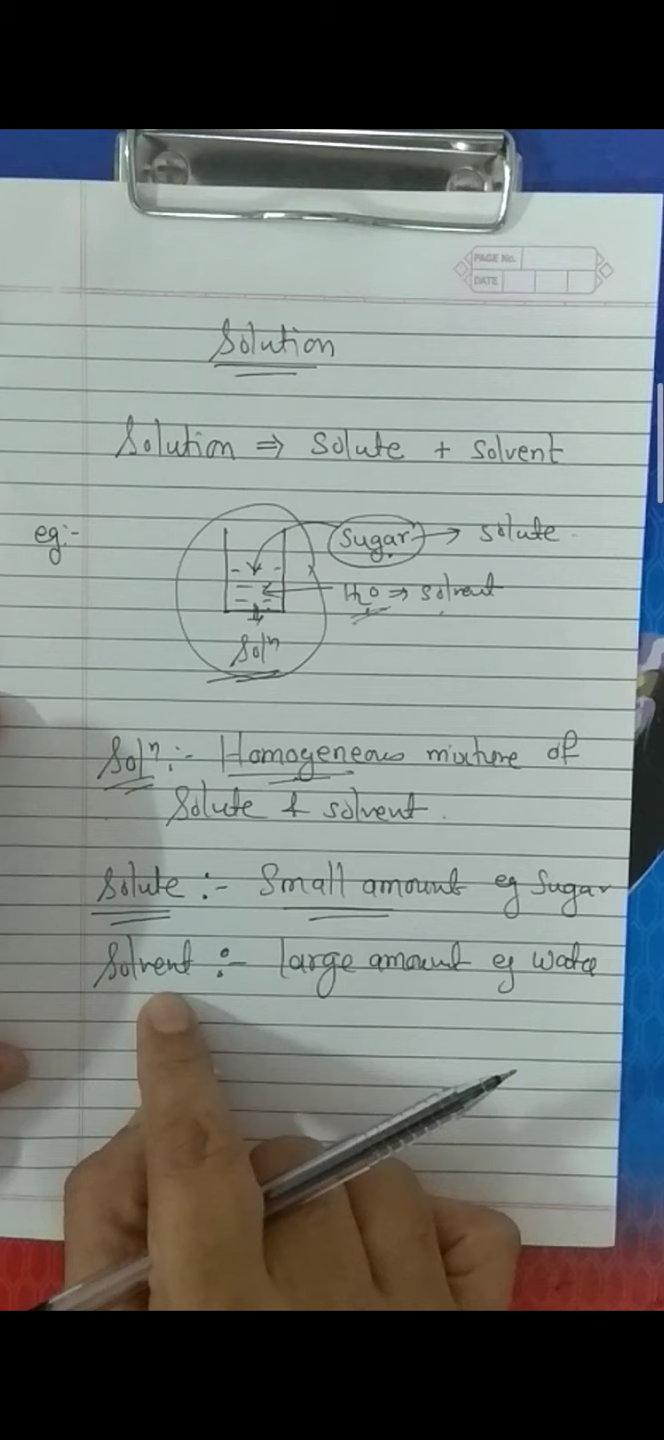 PAGE No.
DATE
Solution
Solution ⇒ Solute + Solvent
eg:- Sugar → Solute.
H₂O ⇒ Solvent
Solⁿ
Solⁿ:- Homogeneous mixture of
Solute & solvent.
Solute :- Small amount eg Sugar
Solvent :- large amount eg water